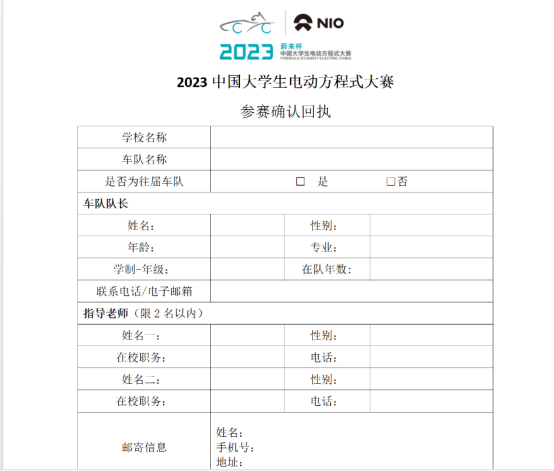 NIO
2023 蔚来杯
中国大学生电动方程式大赛
FORMULA STUDENT ELECTRIC CHINA
2023 中国大学生电动方程式大赛
参赛确认回执
学校名称
车队名称
是否为往届车队 □ 是 □否
车队队长
姓名: 性别:
年龄: 专业:
学制-年级: 在队年数:
联系电话/电子邮箱
指导老师（限 2 名以内）
姓名一: 性别:
在校职务: 电话:
姓名二: 性别:
在校职务: 电话:
邮寄信息
姓名:
手机号:
地址: